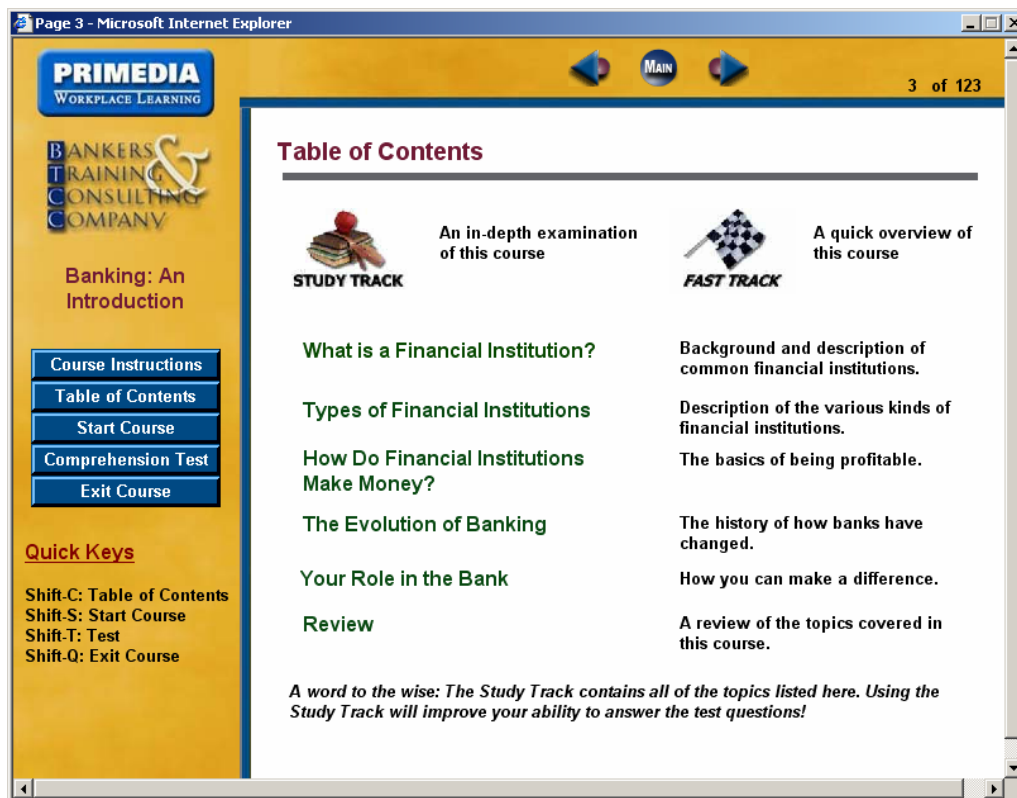 Page 3 - Microsoft Internet Explorer
PRIMEDIA
WORKPLACE LEARNING
MAIN
3 of 123
BANKERS &
TRAINING
CONSULTING
COMPANY
Banking: An
Introduction
Course Instructions
Table of Contents
Start Course
Comprehension Test
Exit Course
Quick Keys
Shift-C: Table of Contents
Shift-S: Start Course
Shift-T: Test
Shift-Q: Exit Course
Table of Contents
STUDY TRACK
An in-depth examination
of this course
FAST TRACK
A quick overview of
this course
What is a Financial Institution?
Background and description of
common financial institutions.
Types of Financial Institutions
Description of the various kinds of
financial institutions.
How Do Financial Institutions
Make Money?
The basics of being profitable.
The Evolution of Banking
The history of how banks have
changed.
Your Role in the Bank
How you can make a difference.
Review
A review of the topics covered in
this course.
A word to the wise: The Study Track contains all of the topics listed here. Using the
Study Track will improve your ability to answer the test questions!